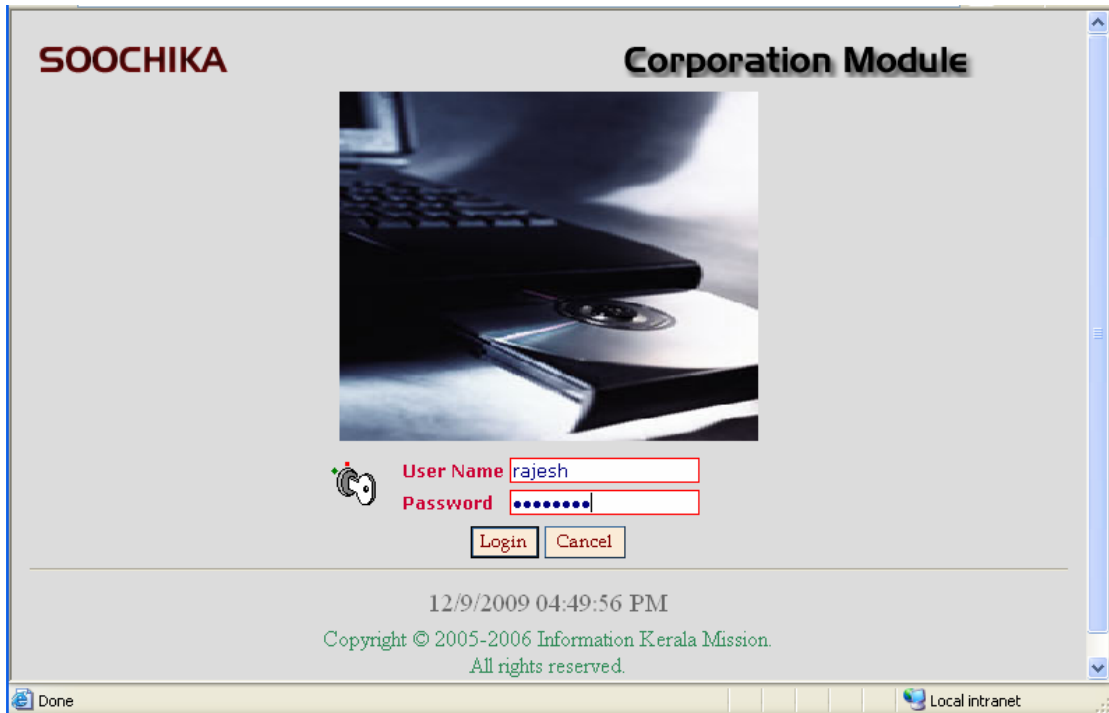 SOOCHIKA
Corporation Module
User Name rajesh
Password ••••••••
Login Cancel
12/9/2009 04:49:56 PM
Copyright © 2005-2006 Information Kerala Mission.
All rights reserved.
Done Local intranet